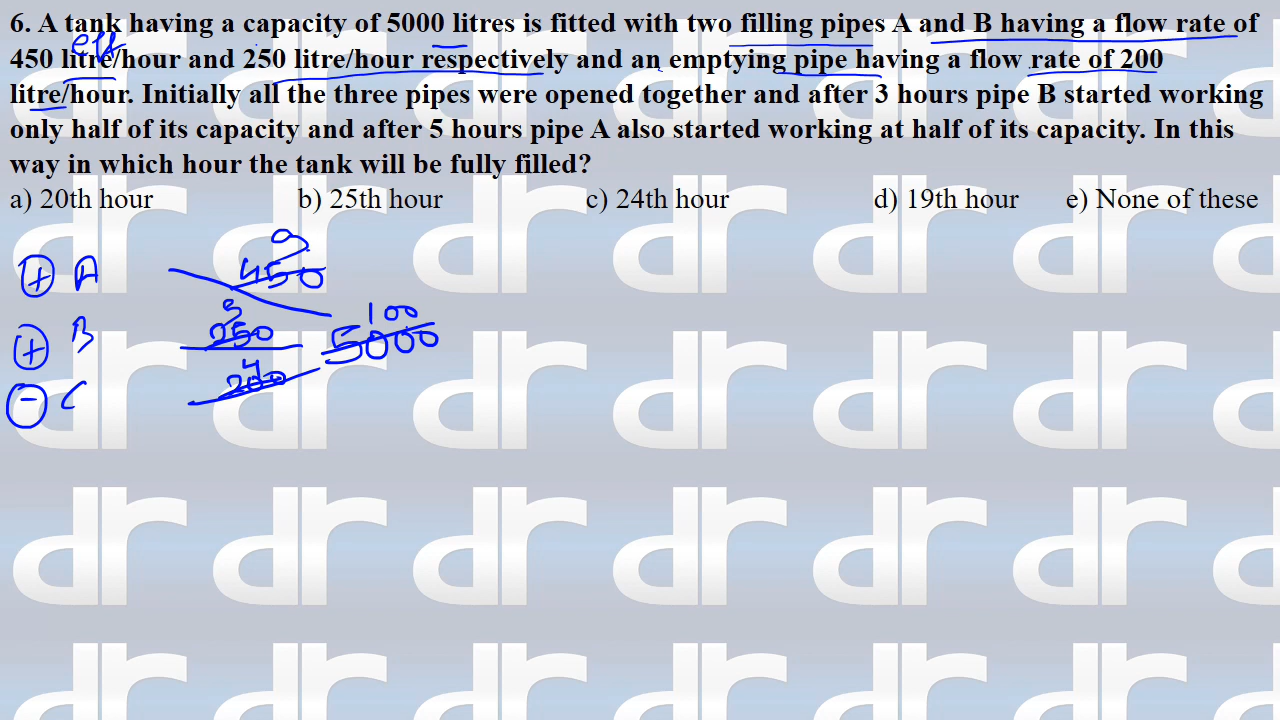 6. A tank having a capacity of 5000 litres is fitted with two filling pipes A and B having a flow rate of
eff
450 litre/hour and 250 litre/hour respectively and an emptying pipe having a flow rate of 200
litre/hour. Initially all the three pipes were opened together and after 3 hours pipe B started working
only half of its capacity and after 5 hours pipe A also started working at half of its capacity. In this
way in which hour the tank will be fully filled?
a) 20th hour b) 25th hour c) 24th hour d) 19th hour e) None of these
9
+ A 450
5 100
+ B 250 5000
4
- C 200